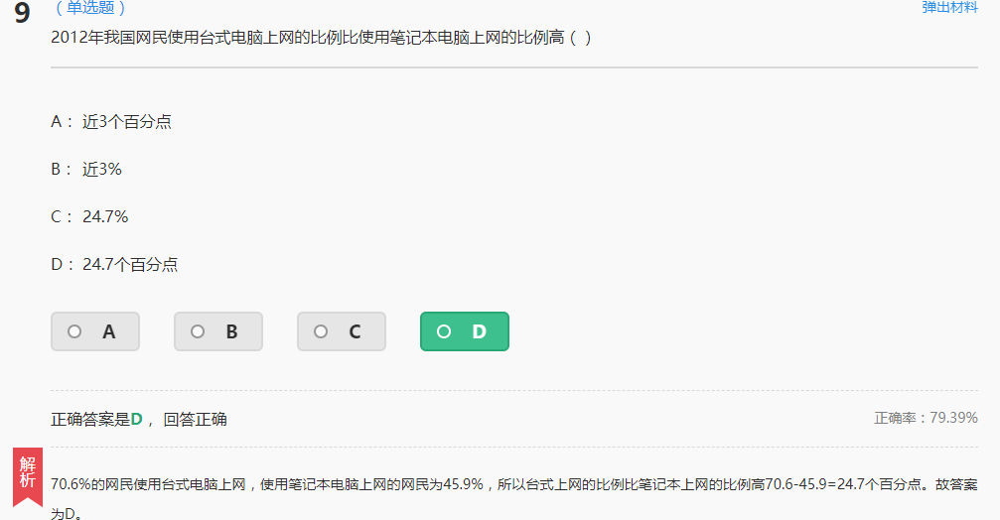 9 （单选题） 弹出材料
2012年我国网民使用台式电脑上网的比例比使用笔记本电脑上网的比例高（ ）
A： 近3个百分点
B： 近3%
C： 24.7%
D： 24.7个百分点
A B C D
正确答案是D， 回答正确 正确率：79.39%
解析
70.6%的网民使用台式电脑上网，使用笔记本电脑上网的网民为45.9%，所以台式上网的比例比笔记本上网的比例高70.6-45.9=24.7个百分点。故答案
为D。